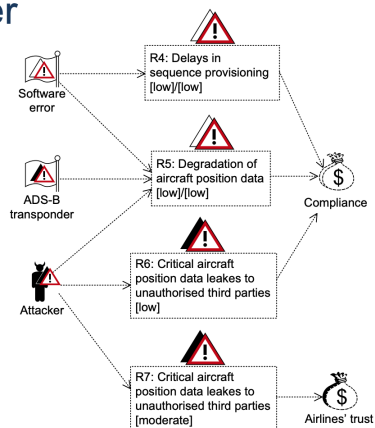 er
R4: Delays in
sequence provisioning
[low]/[low]
Software
error
R5: Degradation of
aircraft position data
[low]/[low]
ADS-B
transponder
$
Compliance
R6: Critical aircraft
position data leakes to
unauthorised third parties
[low]
Attacker
R7: Critical aircraft
position data leakes to
unauthorised third parties
[moderate]
$
Airlines' trust